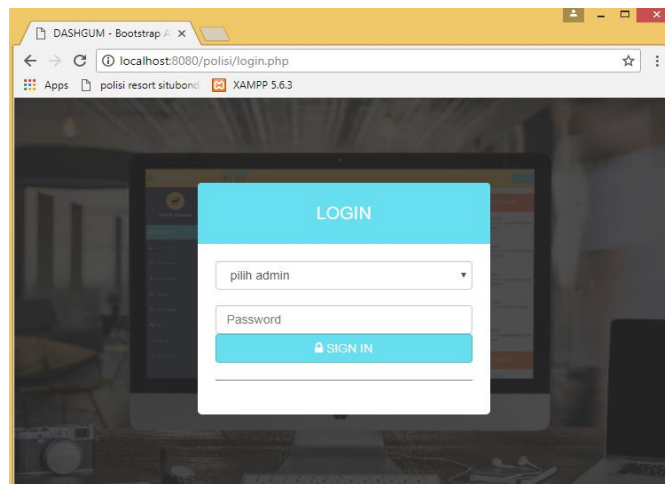 DASHGUM - Bootstrap A
localhost:8080/polisi/login.php
Apps polisi resort situbond XAMPP 5.6.3
LOGIN
pilih admin
Password
SIGN IN